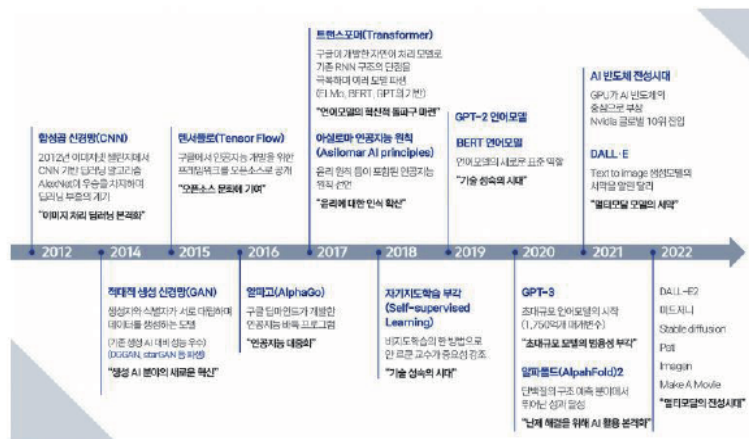 트랜스포머(Transformer)
구글이 개발한 자연어 처리 모델로
기존 RNN 구조의 단점을
극복하며 여러 모델 파생
(ELMo, BERT, GPT의 기반)
"언어모델의 혁신적 돌파구 마련"
아실로마 인공지능 원칙
(Asilomar AI principles)
윤리 원칙 등이 포함된 인공지능
원칙 선언
"윤리에 대한 인식 확산"
합성곱 신경망(CNN)
2012년 이미지넷 챌린지에서
CNN 기반 딥러닝 알고리즘
AlexNet이 우승을 차지하며
딥러닝 부흥의 계기
"이미지 처리 딥러닝 본격화"
텐서플로(Tensor Flow)
구글에서 인공지능 개발을 위한
프레임워크를 오픈소스로 공개
"오픈소스 문화에 기여"
GPT-2 언어모델
BERT 언어모델
언어모델의 새로운 표준 역할
"기술 성숙의 시대"
AI 반도체 전성시대
GPU가 AI 반도체의
중심으로 부상
Nvidia 글로벌 10위 진입
DALL·E
Text to image 생성모델의
서막을 알린 달리
"멀티모달 모델의 서막"
2012 2014 2015 2016 2017 2018 2019 2020 2021 2022
적대적 생성 신경망(GAN)
생성자와 식별자가 서로 대립하며
데이터를 생성하는 모델
(기존 생성 AI 대비 성능 우수)
(DCGAN, starGAN 등 파생)
"생성 AI 분야의 새로운 혁신"
알파고(AlphaGo)
구글 딥마인드가 개발한
인공지능 바둑 프로그램
"인공지능 대중화"
자기지도학습 부각
(Self-supervised
Learning)
비지도학습의 한 방법으로
얀 르쿤 교수가 중요성 강조
"기술 성숙의 시대"
GPT-3
초대규모 언어모델의 시작
(1,750억개 매개변수)
"초대규모 모델의 범용성 부각"
알파폴드(AlpahFold)2
단백질의 구조 예측 분야에서
뛰어난 성과 달성
"난제 해결을 위해 AI 활용 본격화"
DALL-E2
미드저니
Stable diffusion
Pati
Imagen
Make A Movie
"멀티모달의 전성시대"